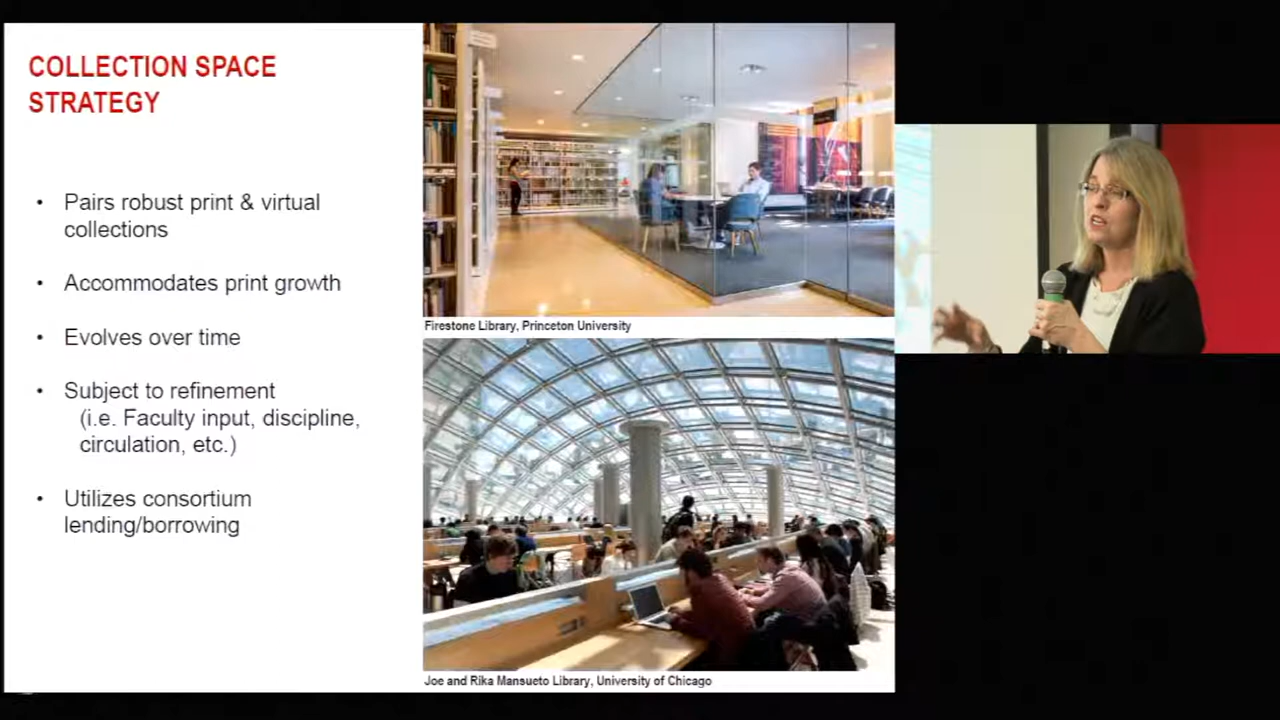 COLLECTION SPACE
STRATEGY
• Pairs robust print & virtual
collections
• Accommodates print growth
• Evolves over time
• Subject to refinement
(i.e. Faculty input, discipline,
circulation, etc.)
• Utilizes consortium
lending/borrowing
Firestone Library, Princeton University
Joe and Rika Mansueto Library, University of Chicago